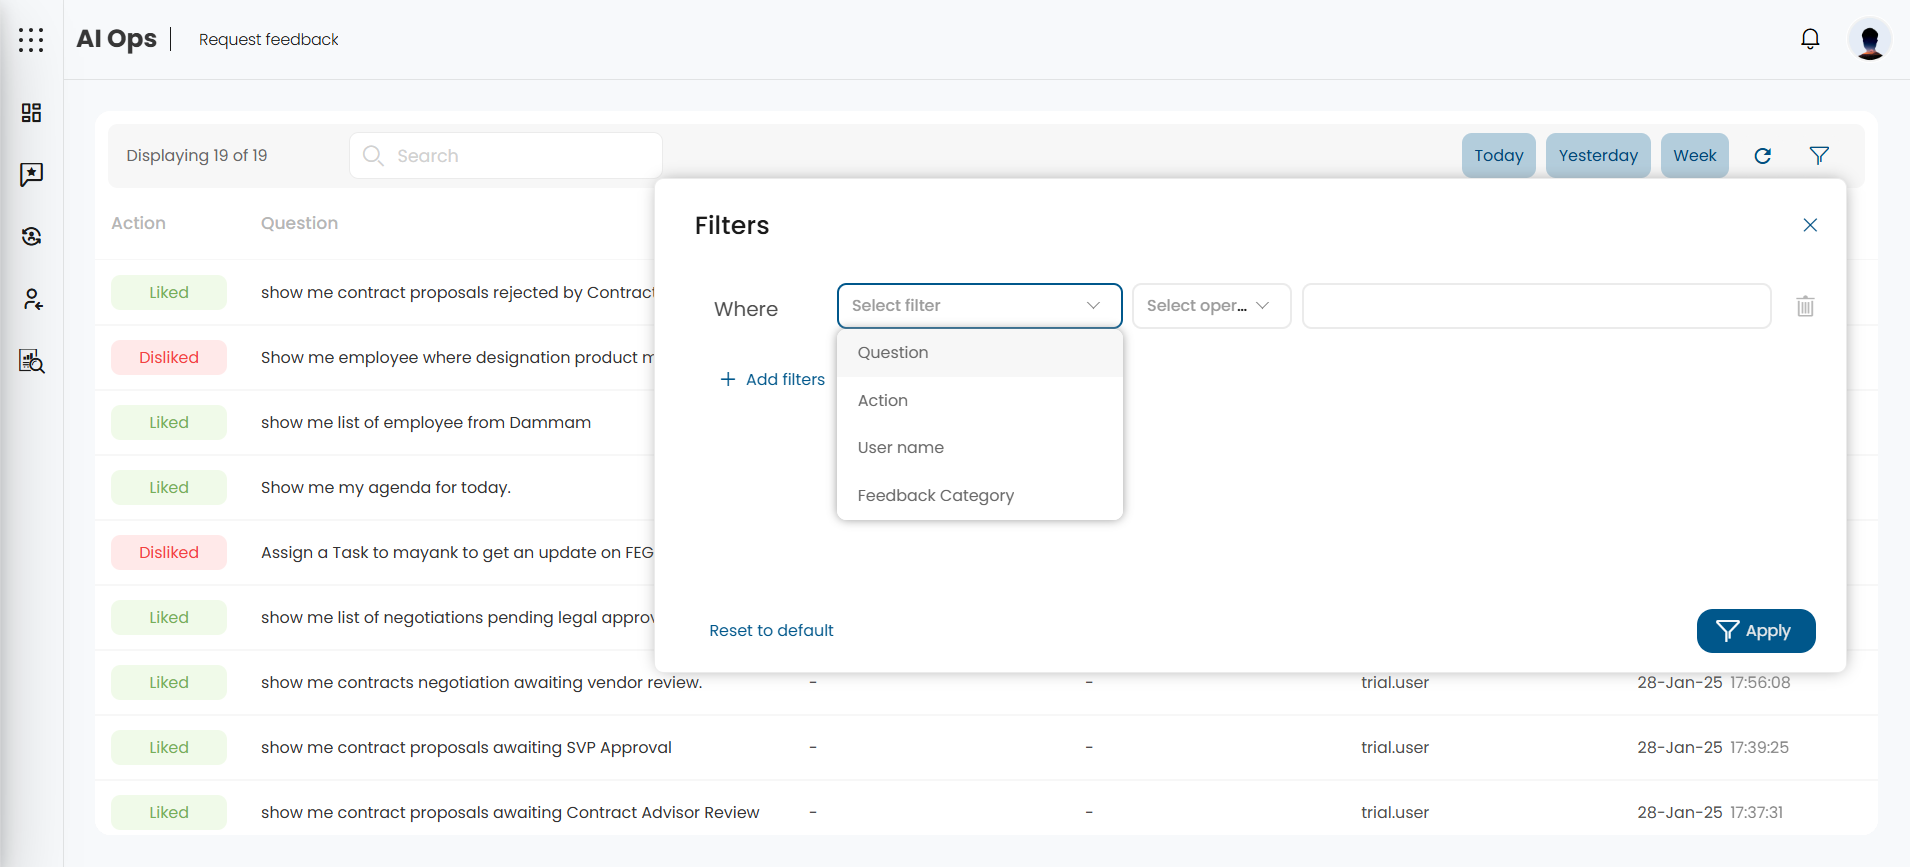 AI Ops | Request feedback
Displaying 19 of 19
Search
Today
Yesterday
Week
Action
Question
Filters
Where
Select filter
Select oper...
Question
Action
User name
Feedback Category
+ Add filters
Reset to default
Apply
Liked
show me contract proposals rejected by Contract
Disliked
Show me employee where designation product m
Liked
show me list of employee from Dammam
Liked
Show me my agenda for today.
Disliked
Assign a Task to mayank to get an update on FEG
Liked
show me list of negotiations pending legal approv
Liked
show me contracts negotiation awaiting vendor review.
-
-
trial.user
28-Jan-25 17:56:08
Liked
show me contract proposals awaiting SVP Approval
-
-
trial.user
28-Jan-25 17:39:25
Liked
show me contract proposals awaiting Contract Advisor Review
-
-
trial.user
28-Jan-25 17:37:31